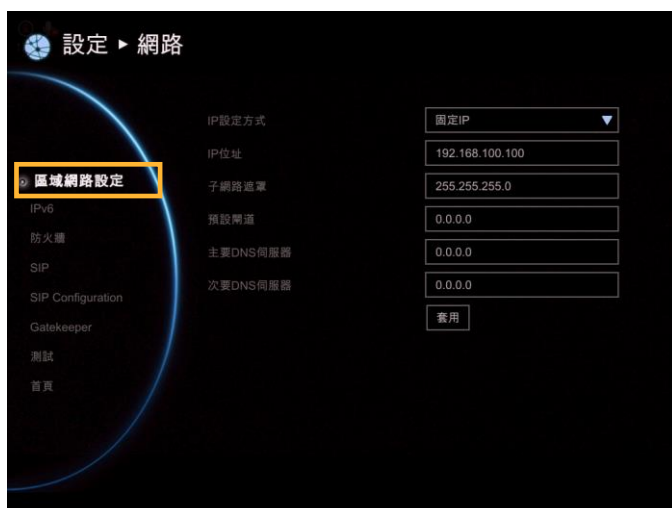 設定 ▸ 網路
區域網路設定
IPv6
防火牆
SIP
SIP Configuration
Gatekeeper
測試
首頁
IP設定方式 固定IP ▼
IP位址 192.168.100.100
子網路遮罩 255.255.255.0
預設閘道 0.0.0.0
主要DNS伺服器 0.0.0.0
次要DNS伺服器 0.0.0.0
套用